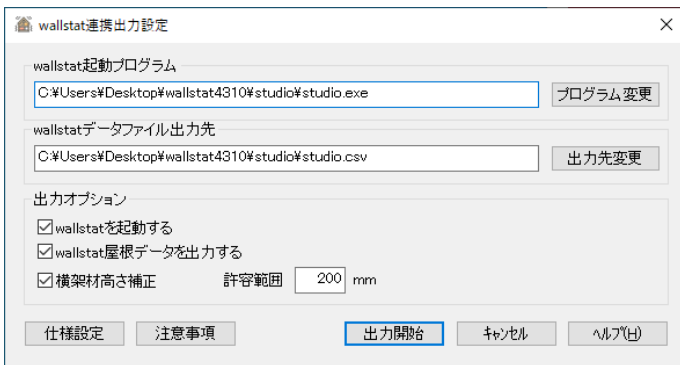 wallstat連携出力設定
wallstat起動プログラム
C:¥Users¥Desktop¥wallstat4310¥studio¥studio.exe プログラム変更
wallstatデータファイル出力先
C:¥Users¥Desktop¥wallstat4310¥studio¥studio.csv 出力先変更
出力オプション
wallstatを起動する
wallstat屋根データを出力する
横架材高さ補正 許容範囲 200 mm
仕様設定 注意事項 出力開始 キャンセル ヘルプ(H)